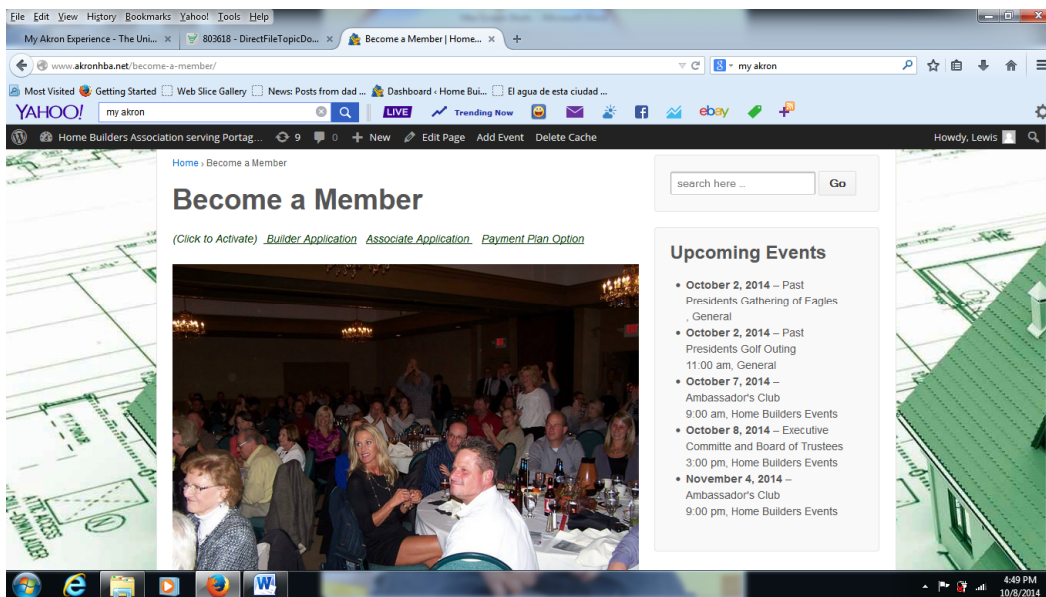 File Edit View History Bookmarks Yahoo! Tools Help
My Akron Experience - The Uni... × 803618 - DirectFileTopicDo... × Become a Member | Home... × +
www.akronhba.net/become-a-member/ my akron
Most Visited Getting Started Web Slice Gallery News: Posts from dad ... Dashboard ‹ Home Bui... El agua de esta ciudad ...
YAHOO! my akron LIVE Trending Now ebay
Home Builders Association serving Portag... 9 0 + New Edit Page Add Event Delete Cache Howdy, Lewis
Home › Become a Member
Become a Member
(Click to Activate) Builder Application Associate Application Payment Plan Option
search here .. Go
Upcoming Events
• October 2, 2014 – Past
Presidents Gathering of Eagles
, General
• October 2, 2014 – Past
Presidents Golf Outing
11:00 am, General
• October 7, 2014 –
Ambassador's Club
9:00 am, Home Builders Events
• October 8, 2014 – Executive
Committe and Board of Trustees
3:00 pm, Home Builders Events
• November 4, 2014 –
Ambassador's Club
9:00 pm, Home Builders Events
SITE ACCESS
4:49 PM
10/8/2014